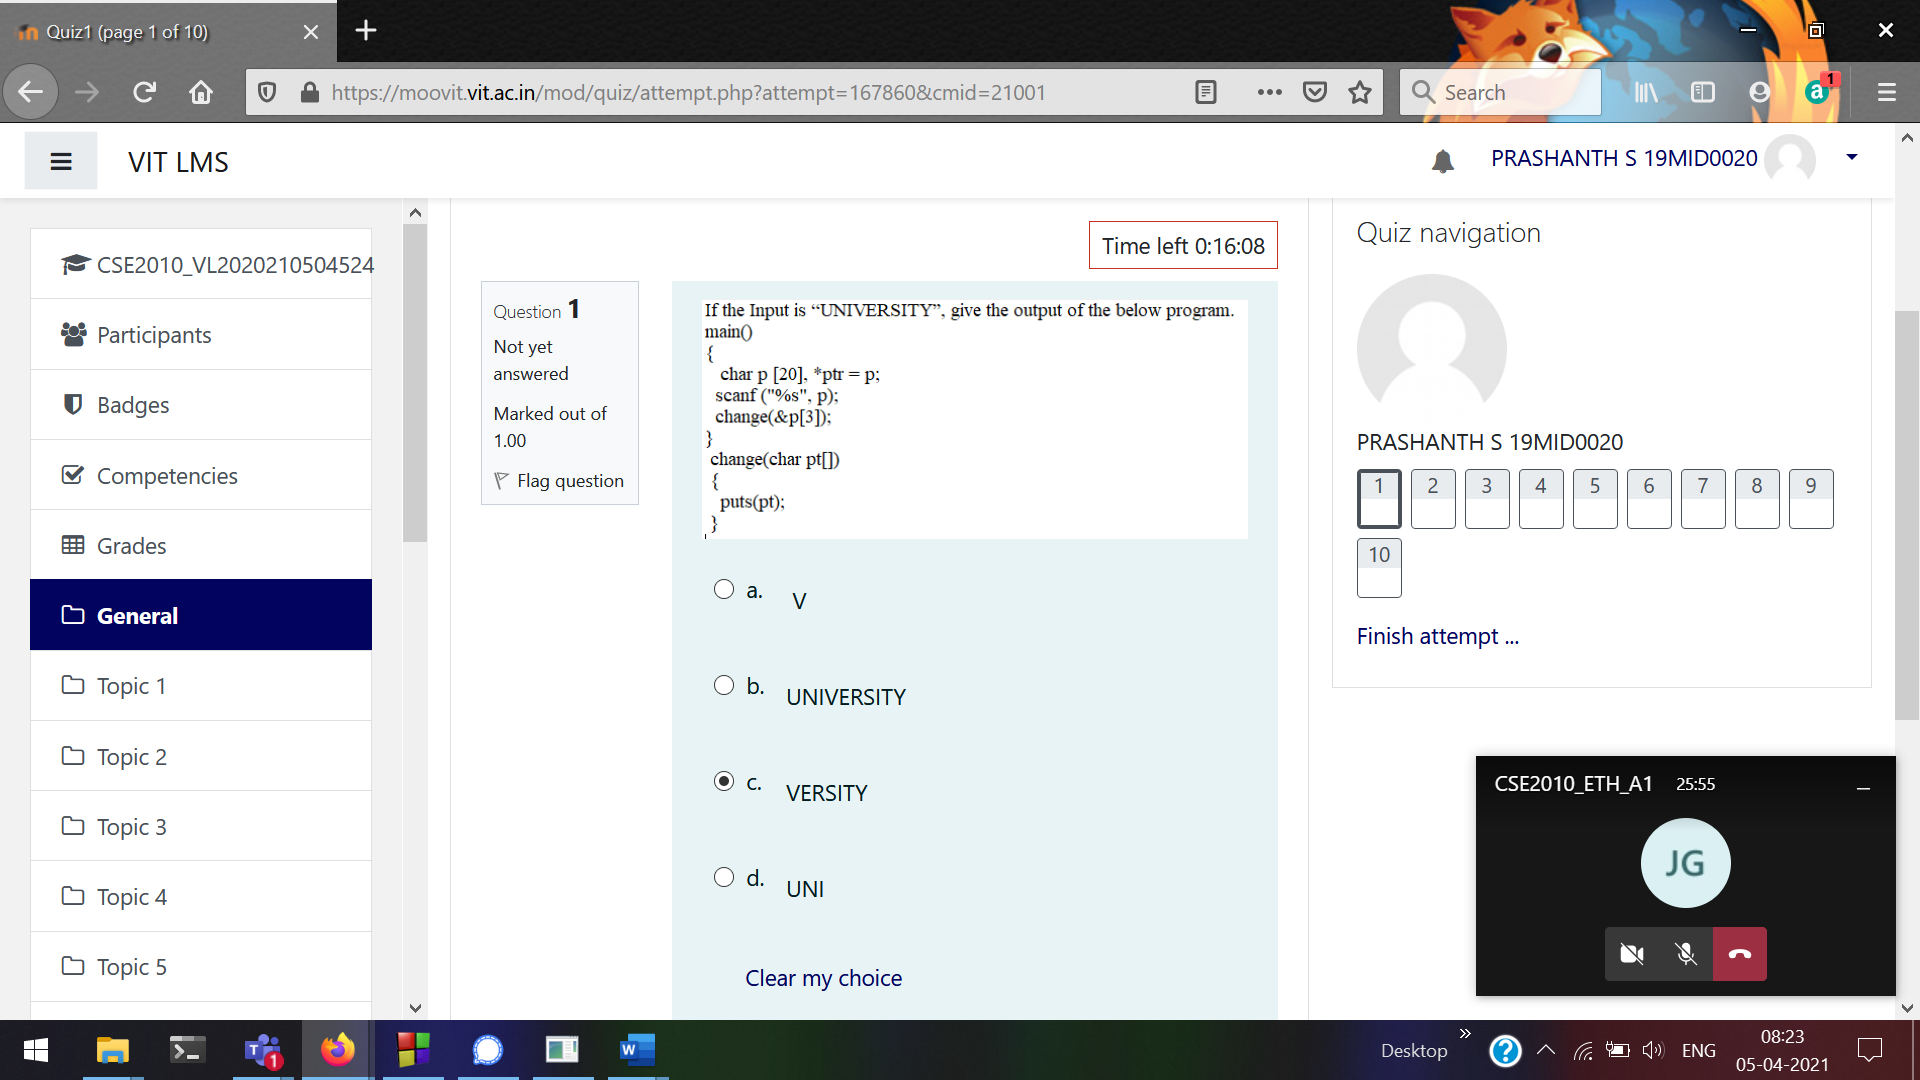 Quiz1 (page 1 of 10)
https://moovit.vit.ac.in/mod/quiz/attempt.php?attempt=167860&cmid=21001
Search
a
1
VIT LMS
PRASHANTH S 19MID0020
CSE2010_VL2020210504524
Participants
Badges
Competencies
Grades
General
Topic 1
Topic 2
Topic 3
Topic 4
Topic 5
Time left 0:16:08
Question 1
Not yet
answered
Marked out of
1.00
Flag question
If the Input is “UNIVERSITY”, give the output of the below program.
main()
{
char p [20], *ptr = p;
scanf ("%s", p);
change(&p[3]);
}
change(char pt[])
{
puts(pt);
}
a. V
b. UNIVERSITY
c. VERSITY
d. UNI
Clear my choice
Quiz navigation
PRASHANTH S 19MID0020
1 2 3 4 5 6 7 8 9
10
Finish attempt ...
CSE2010_ETH_A1 25:55
JG
T
1
W
Desktop
?
ENG
08:23
05-04-2021